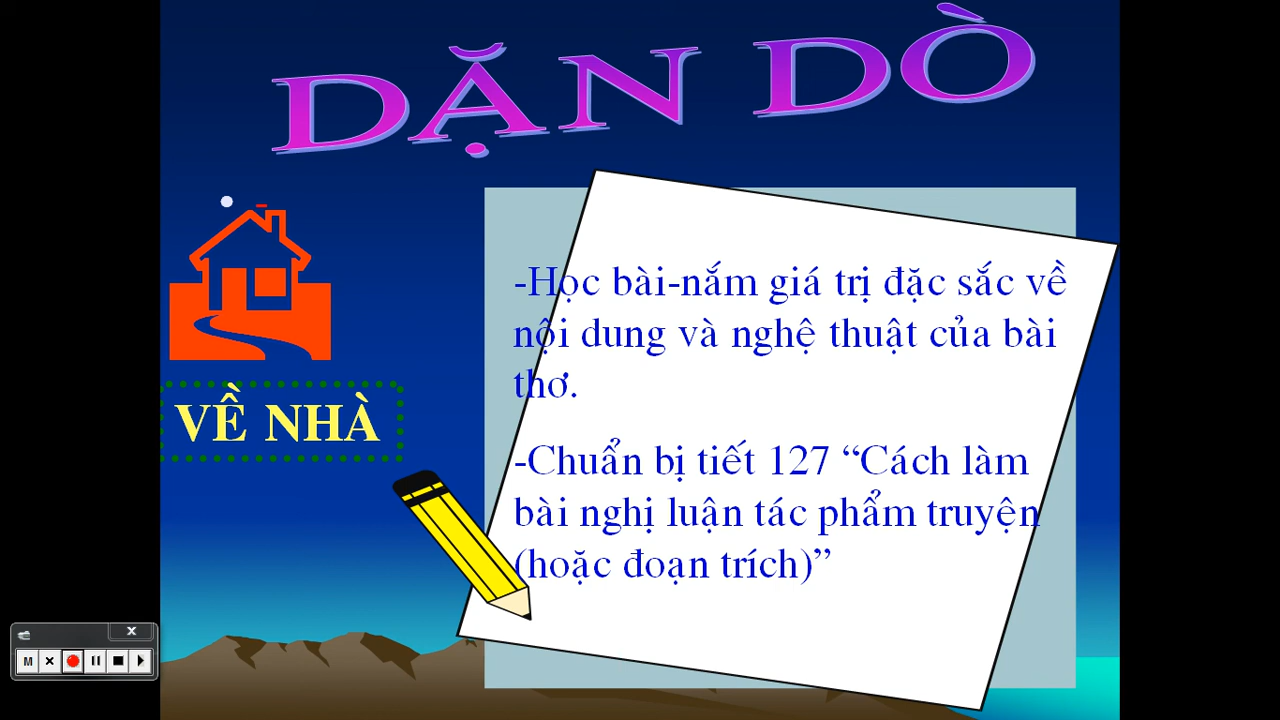 DẶN DÒ
VỀ NHÀ
-Học bài-nắm giá trị đặc sắc về
nội dung và nghệ thuật của bài
thơ.
-Chuẩn bị tiết 127 “Cách làm
bài nghị luận tác phẩm truyện
(hoặc đoạn trích)”
M